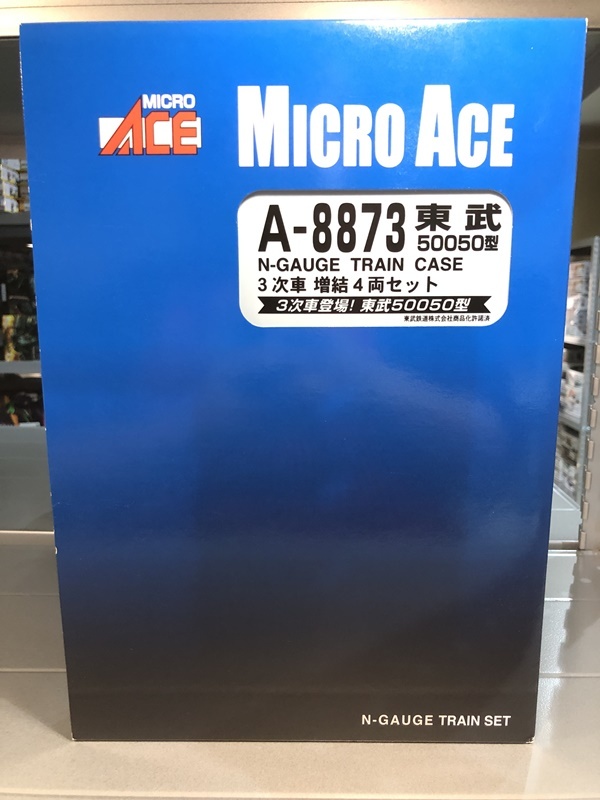 MICRO
ACE
MICRO ACE
A-8873 東武
50050型
N-GAUGE TRAIN CASE
3次車 増結4両セット
3次車登場! 東武50050型
東武鉄道株式会社商品化許諾済
N-GAUGE TRAIN SET